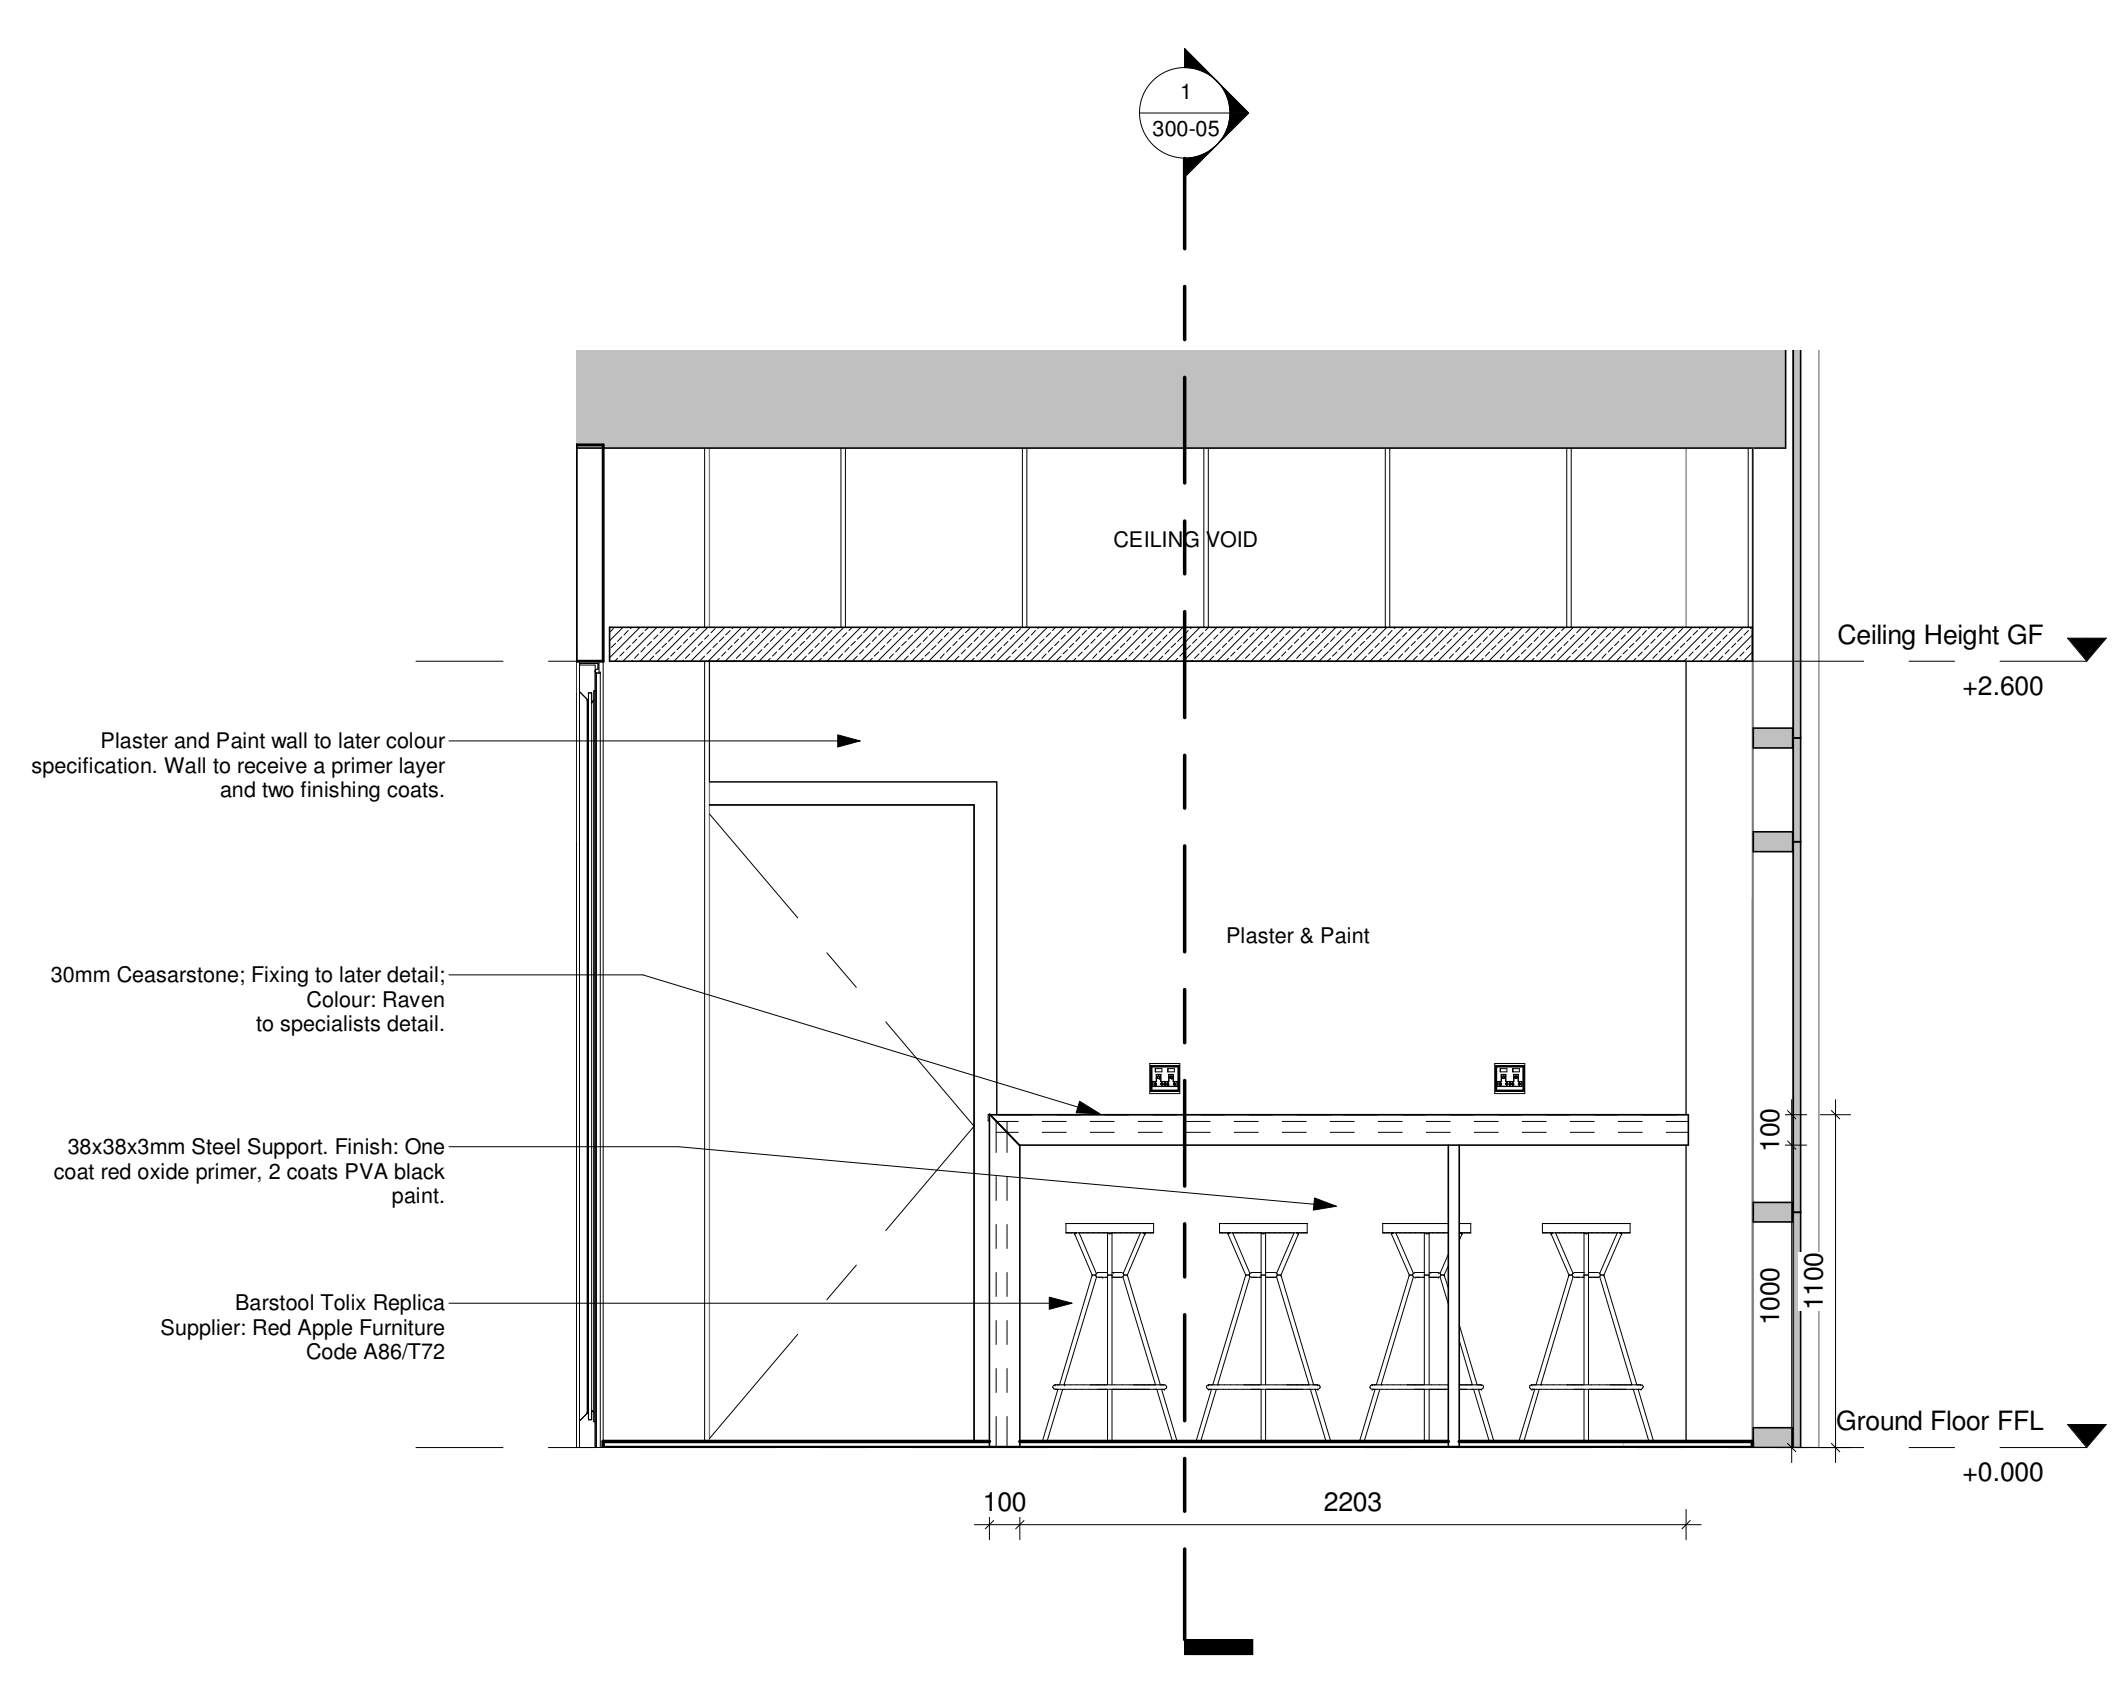 1
300-05
CEILING VOID
Ceiling Height GF
+2.600
Plaster and Paint wall to later colour
specification. Wall to receive a primer layer
and two finishing coats.
Plaster & Paint
30mm Ceasarstone; Fixing to later detail;
Colour: Raven
to specialists detail.
38x38x3mm Steel Support. Finish: One
coat red oxide primer, 2 coats PVA black
paint.
100
1000
1100
Barstool Tolix Replica
Supplier: Red Apple Furniture
Code A86/T72
Ground Floor FFL
+0.000
100
2203